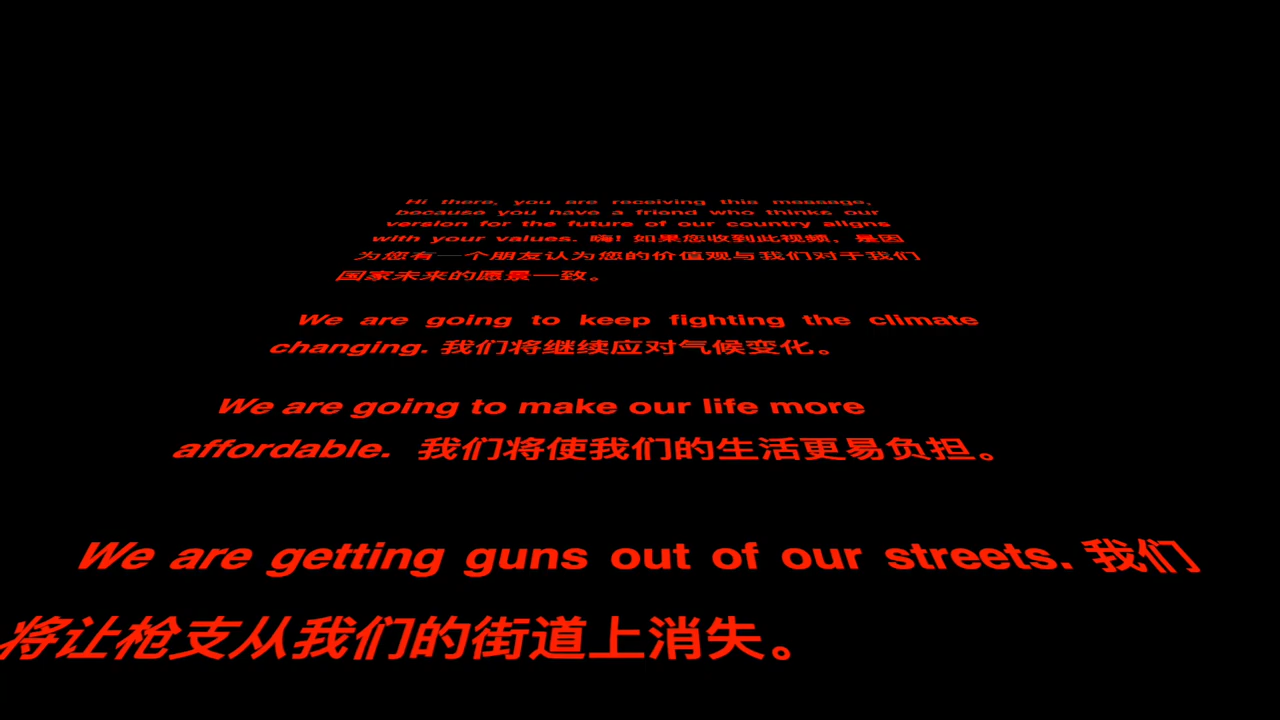 Hi there, you are receiving this message,
because you have a friend who thinks our
version for the future of our country aligns
with your values. 嗨! 如果您收到此视频，是因
为您有一个朋友认为您的价值观与我们对于我们
国家未来的愿景一致。
We are going to keep fighting the climate
changing. 我们将继续应对气候变化。
We are going to make our life more
affordable. 我们将使我们的生活更易负担。
We are getting guns out of our streets. 我们
将让枪支从我们的街道上消失。